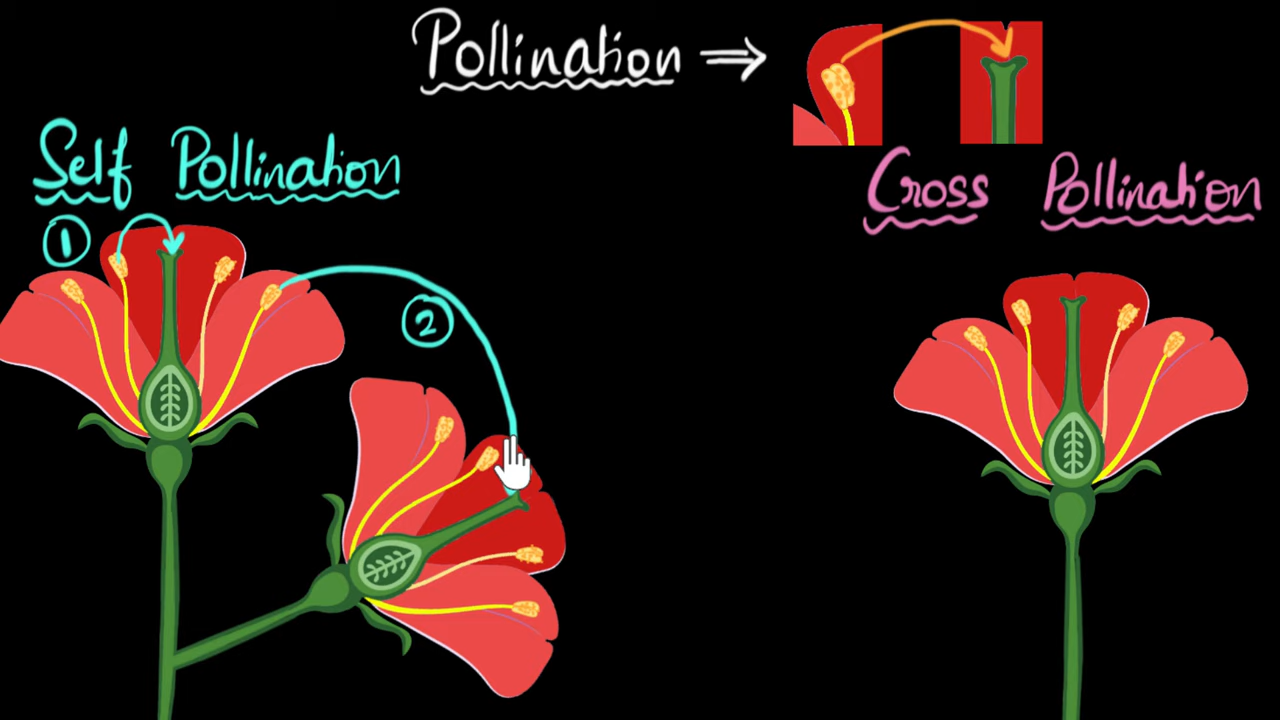 Pollination ⇒
Self Pollination
Cross Pollination
1
2